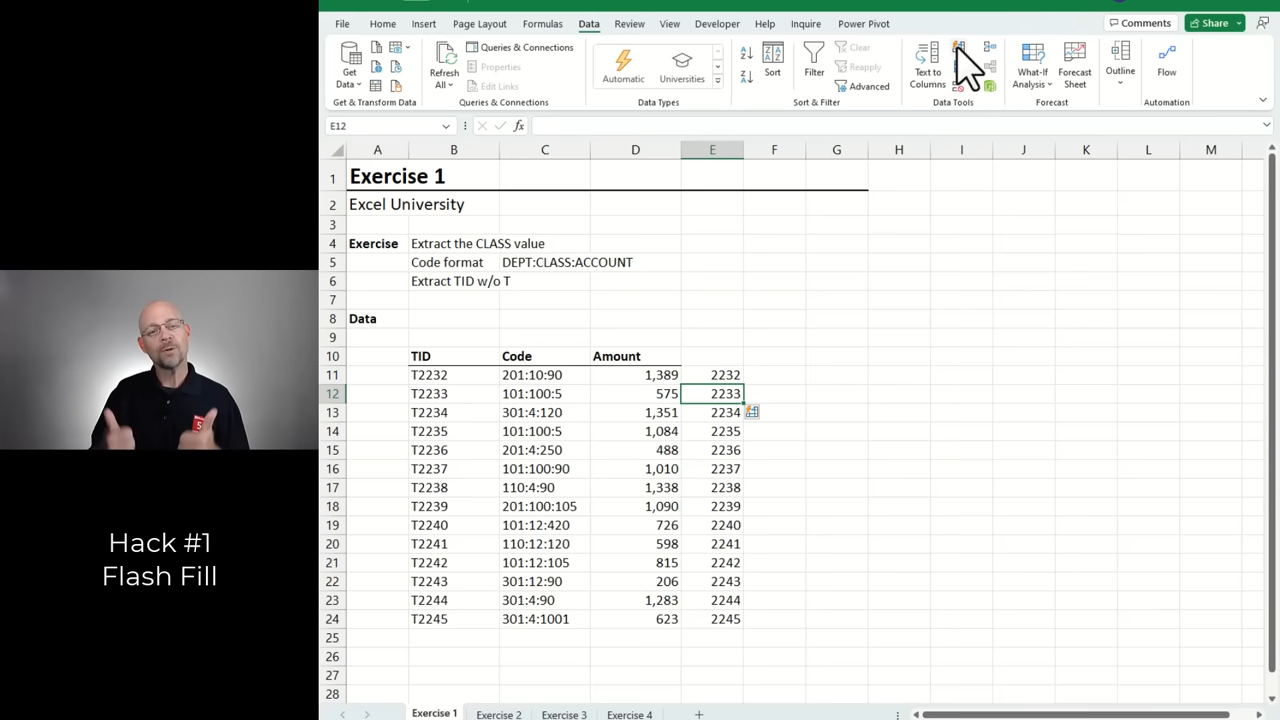 File Home Insert Page Layout Formulas Data Review View Developer Help Inquire Power Pivot Comments Share
Get Data
Refresh All
Queries & Connections
Properties
Edit Links
Automatic
Universities
Sort
Filter
Clear
Reapply
Advanced
Text to Columns
What-If Analysis
Forecast Sheet
Outline
Flow
Get & Transform Data Queries & Connections Data Types Sort & Filter Data Tools Forecast Automation
E12 fx
A B C D E F G H I J K L M
1 Exercise 1
2 Excel University
3
4 Exercise Extract the CLASS value
5 Code format DEPT:CLASS:ACCOUNT
6 Extract TID w/o T
7
8 Data
9
10 TID Code Amount
11 T2232 201:10:90 1,389 2232
12 T2233 101:100:5 575 2233
13 T2234 301:4:120 1,351 2234
14 T2235 101:100:5 1,084 2235
15 T2236 201:4:250 488 2236
16 T2237 101:100:90 1,010 2237
17 T2238 110:4:90 1,338 2238
18 T2239 201:100:105 1,090 2239
19 T2240 101:12:420 726 2240
20 T2241 110:12:120 598 2241
21 T2242 101:12:105 815 2242
22 T2243 301:12:90 206 2243
23 T2244 301:4:90 1,283 2244
24 T2245 301:4:1001 623 2245
25
26
27
28
Exercise 1 Exercise 2 Exercise 3 Exercise 4
Hack #1
Flash Fill
5